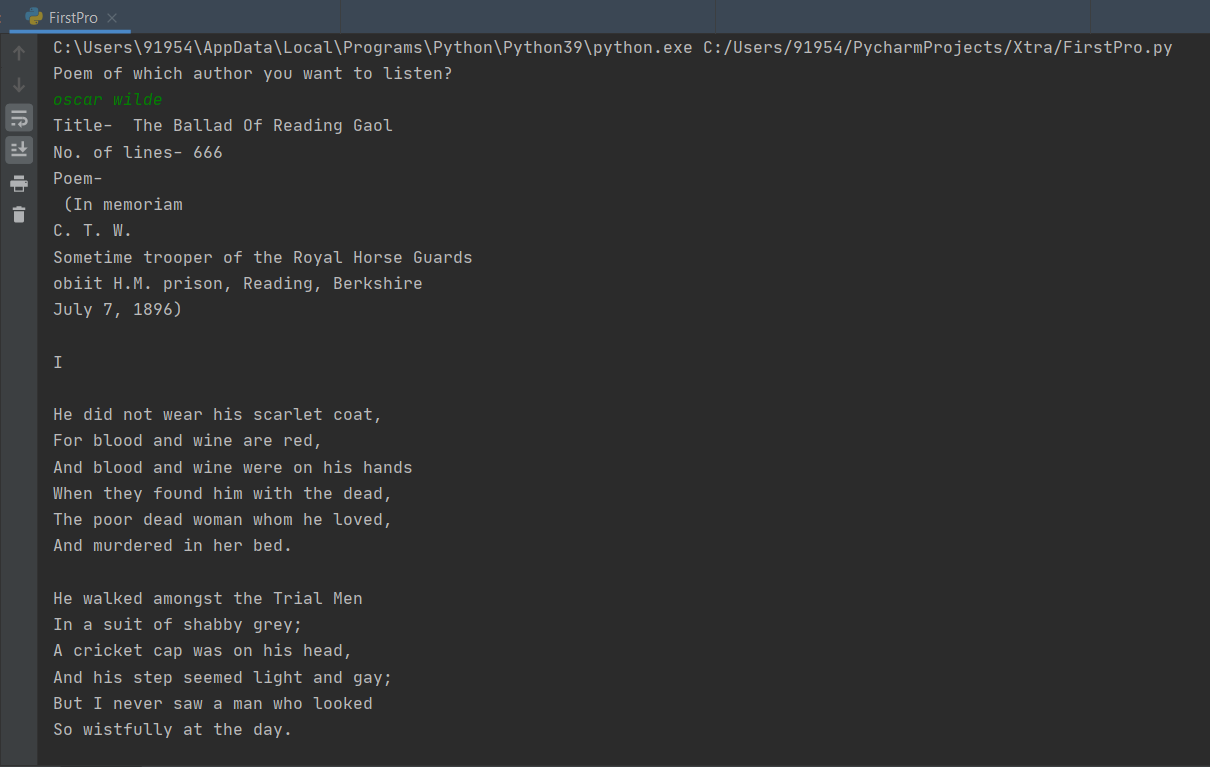 FirstPro
C:\Users\91954\AppData\Local\Programs\Python\Python39\python.exe C:/Users/91954/PycharmProjects/Xtra/FirstPro.py
Poem of which author you want to listen?
oscar wilde
Title-  The Ballad Of Reading Gaol
No. of lines- 666
Poem-
 (In memoriam
C. T. W.
Sometime trooper of the Royal Horse Guards
obiit H.M. prison, Reading, Berkshire
July 7, 1896)

I

He did not wear his scarlet coat,
For blood and wine are red,
And blood and wine were on his hands
When they found him with the dead,
The poor dead woman whom he loved,
And murdered in her bed.

He walked amongst the Trial Men
In a suit of shabby grey;
A cricket cap was on his head,
And his step seemed light and gay;
But I never saw a man who looked
So wistfully at the day.